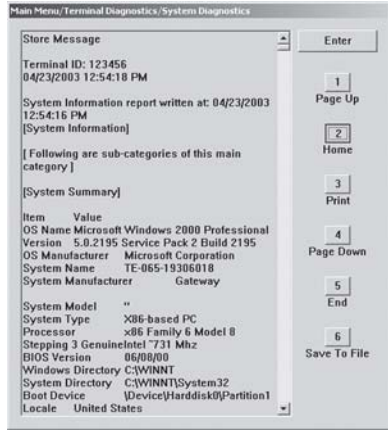 Main Menu/Terminal Diagnostics/System Diagnostics
Store Message
Terminal ID: 123456
04/23/2003 12:54:18 PM
System Information report written at: 04/23/2003
12:54:16 PM
[System Information]
[ Following are sub-categories of this main
category ]
[System Summary]
Item Value
OS Name Microsoft Windows 2000 Professional
Version 5.0.2195 Service Pack 2 Build 2195
OS Manufacturer Microsoft Corporation
System Name TE-065-19306018
System Manufacturer Gateway
System Model "
System Type X86-based PC
Processor x86 Family 6 Model 8
Stepping 3 GenuineIntel ~731 Mhz
BIOS Version 06/08/00
Windows Directory C:\WINNT
System Directory C:\WINNT\System32
Boot Device \Device\Harddisk0\Partition1
Locale United States
Enter
1
Page Up
2
Home
3
Print
4
Page Down
5
End
6
Save To File